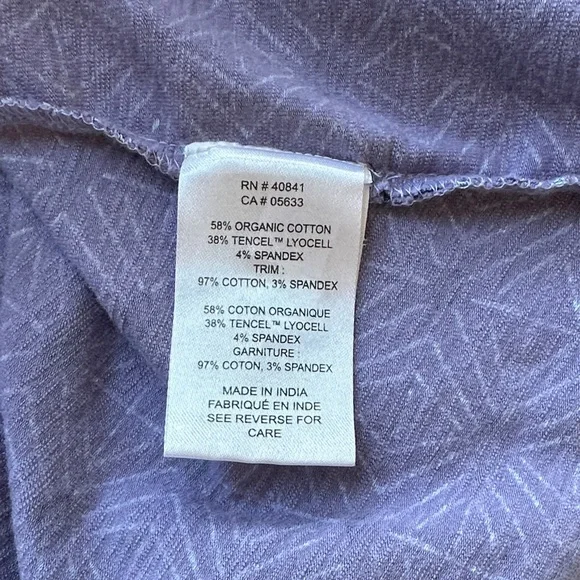 RN # 40841
CA # 05633
58% ORGANIC COTTON
38% TENCEL™ LYOCELL
4% SPANDEX
TRIM :
97% COTTON, 3% SPANDEX
58% COTON ORGANIQUE
38% TENCEL™ LYOCELL
4% SPANDEX
GARNITURE :
97% COTON, 3% SPANDEX
MADE IN INDIA
FABRIQUÉ EN INDE
SEE REVERSE FOR
CARE